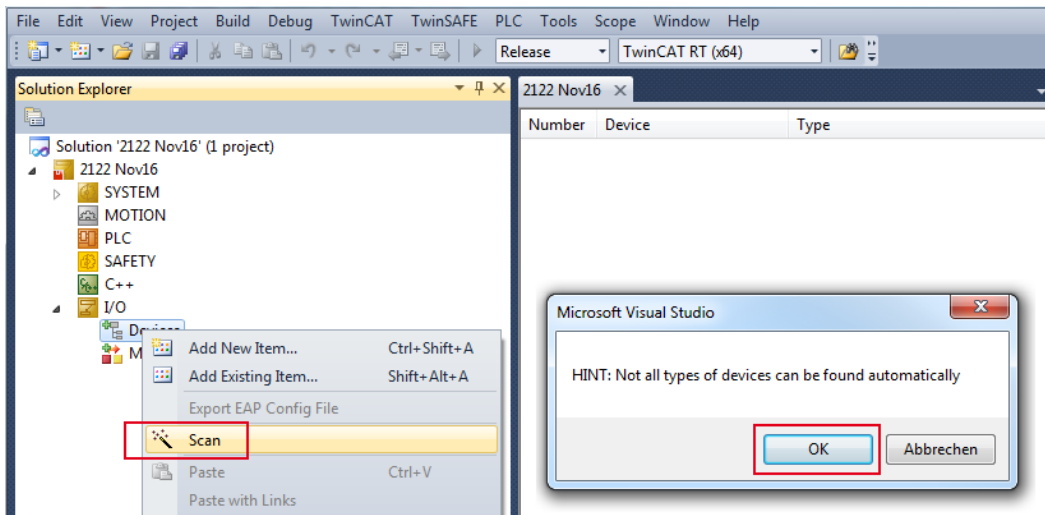 File Edit View Project Build Debug TwinCAT TwinSAFE PLC Tools Scope Window Help
Release TwinCAT RT (x64)
Solution Explorer
2122 Nov16
Number Device Type
Solution '2122 Nov16' (1 project)
2122 Nov16
SYSTEM
MOTION
PLC
SAFETY
C++
I/O
Devices
M
Add New Item... Ctrl+Shift+A
Add Existing Item... Shift+Alt+A
Export EAP Config File
Scan
Paste Ctrl+V
Paste with Links
Microsoft Visual Studio
HINT: Not all types of devices can be found automatically
OK Abbrechen